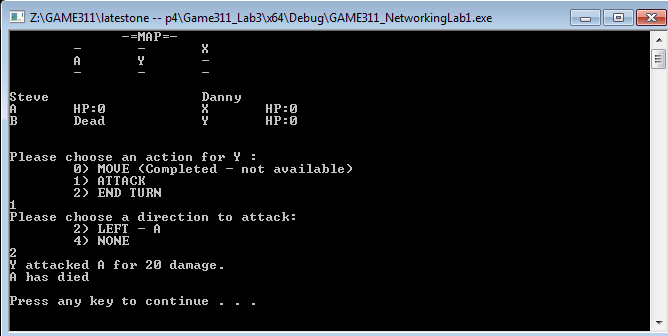 Z:\GAME311\latestone -- p4\Game311_Lab3\x64\Debug\GAME311_NetworkingLab1.exe
-=MAP=-
- - X
A Y -
- - -
Steve Danny
A HP:0 X HP:0
B Dead Y HP:0
Please choose an action for Y :
0) MOVE (Completed - not available)
1) ATTACK
2) END TURN
1
Please choose a direction to attack:
2) LEFT - A
4) NONE
2
Y attacked A for 20 damage.
A has died
Press any key to continue . . .